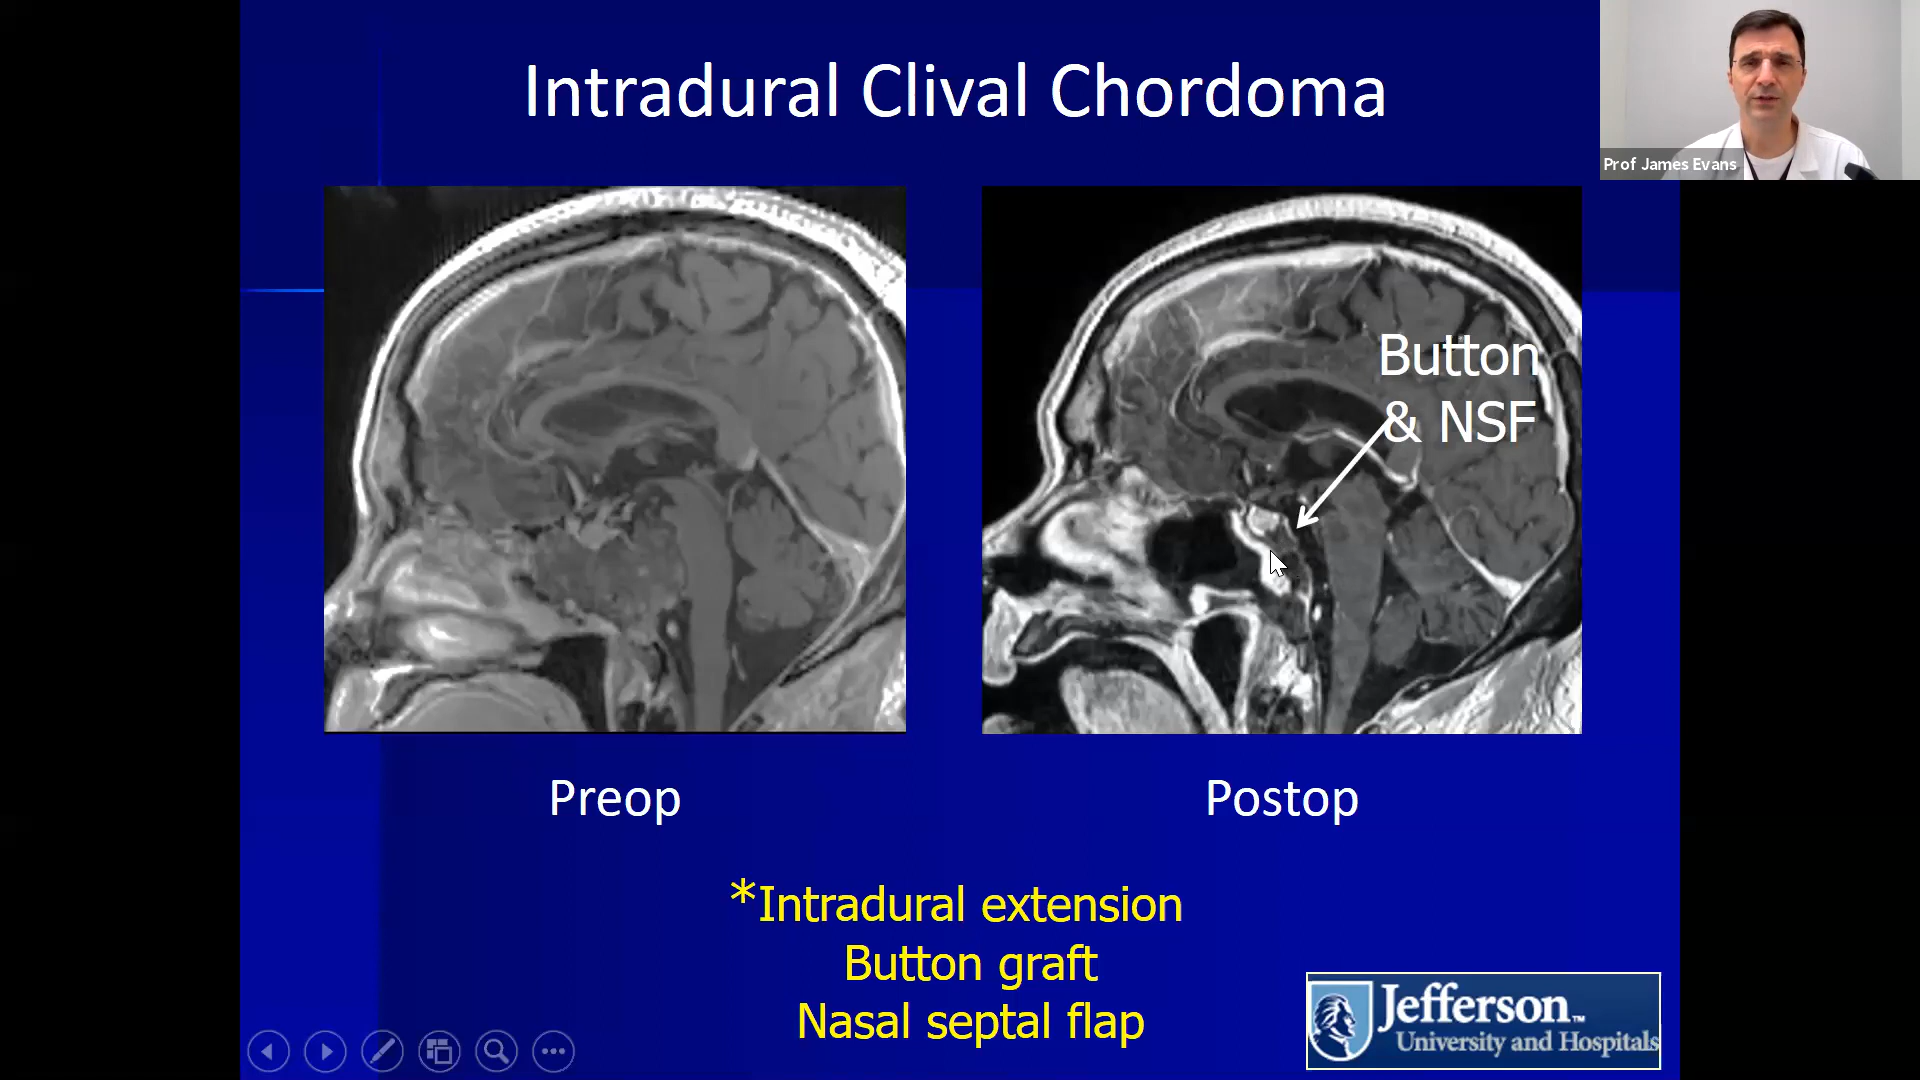 Intradural Clival Chordoma
Prof James Evans
Button
& NSF
Preop
Postop
*Intradural extension
Button graft
Nasal septal flap
Jefferson™
University and Hospitals